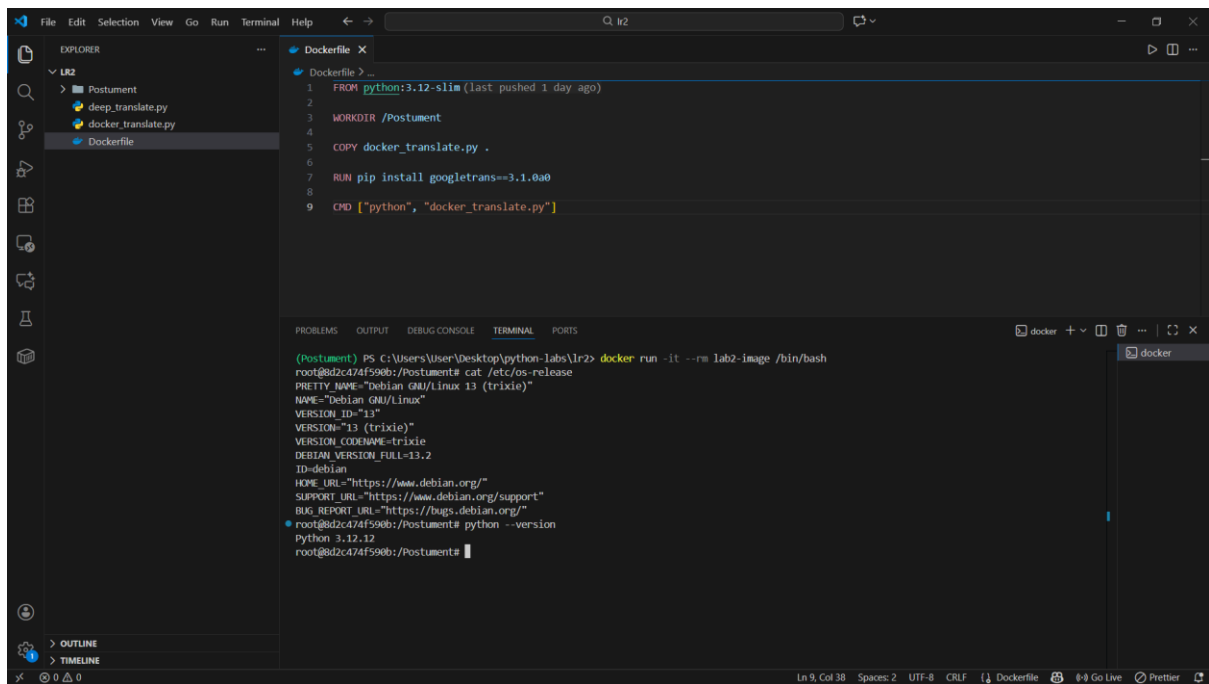 File Edit Selection View Go Run Terminal Help
lr2
EXPLORER
LR2
Postument
deep_translate.py
docker_translate.py
Dockerfile
OUTLINE
TIMELINE
Dockerfile
Dockerfile > ...
1 FROM python:3.12-slim (last pushed 1 day ago)
2
3 WORKDIR /Postument
4
5 COPY docker_translate.py .
6
7 RUN pip install googletrans==3.1.0a0
8
9 CMD ["python", "docker_translate.py"]
PROBLEMS OUTPUT DEBUG CONSOLE TERMINAL PORTS
docker
(Postument) PS C:\Users\User\Desktop\python-labs\lr2> docker run -it --rm lab2-image /bin/bash
root@8d2c474f590b:/Postument# cat /etc/os-release
PRETTY_NAME="Debian GNU/Linux 13 (trixie)"
NAME="Debian GNU/Linux"
VERSION_ID="13"
VERSION="13 (trixie)"
VERSION_CODENAME=trixie
DEBIAN_VERSION_FULL=13.2
ID=debian
HOME_URL="https://www.debian.org/"
SUPPORT_URL="https://www.debian.org/support"
BUG_REPORT_URL="https://bugs.debian.org/"
root@8d2c474f590b:/Postument# python --version
Python 3.12.12
root@8d2c474f590b:/Postument#
docker
1
0 0
Ln 9, Col 38 Spaces: 2 UTF-8 CRLF Dockerfile Go Live Prettier